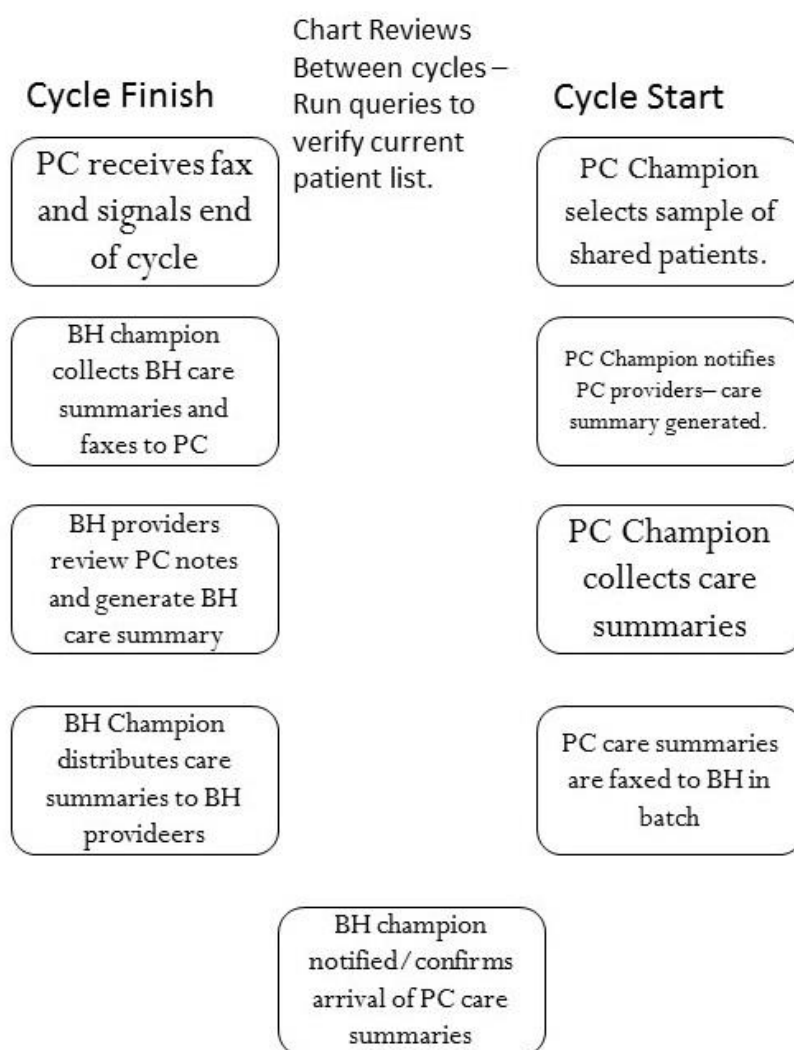 Chart Reviews
Between cycles –
Run queries to
verify current
patient list.
Cycle Finish
Cycle Start
PC receives fax
and signals end
of cycle
PC Champion
selects sample of
shared patients.
BH champion
collects BH care
summaries and
faxes to PC
PC Champion notifies
PC providers– care
summary generated.
BH providers
review PC notes
and generate BH
care summary
PC Champion
collects care
summaries
BH Champion
distributes care
summaries to BH
provideers
PC care summaries
are faxed to BH in
batch
BH champion
notified/confirms
arrival of PC care
summaries